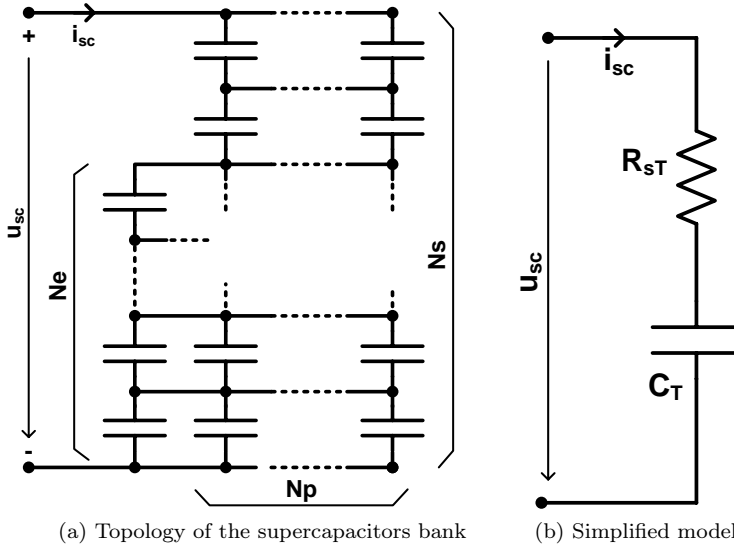 +
i_sc
u_sc
Ne
Ns
-
Np
(a) Topology of the supercapacitors bank
i_sc
R_sT
u_sc
C_T
(b) Simplified model